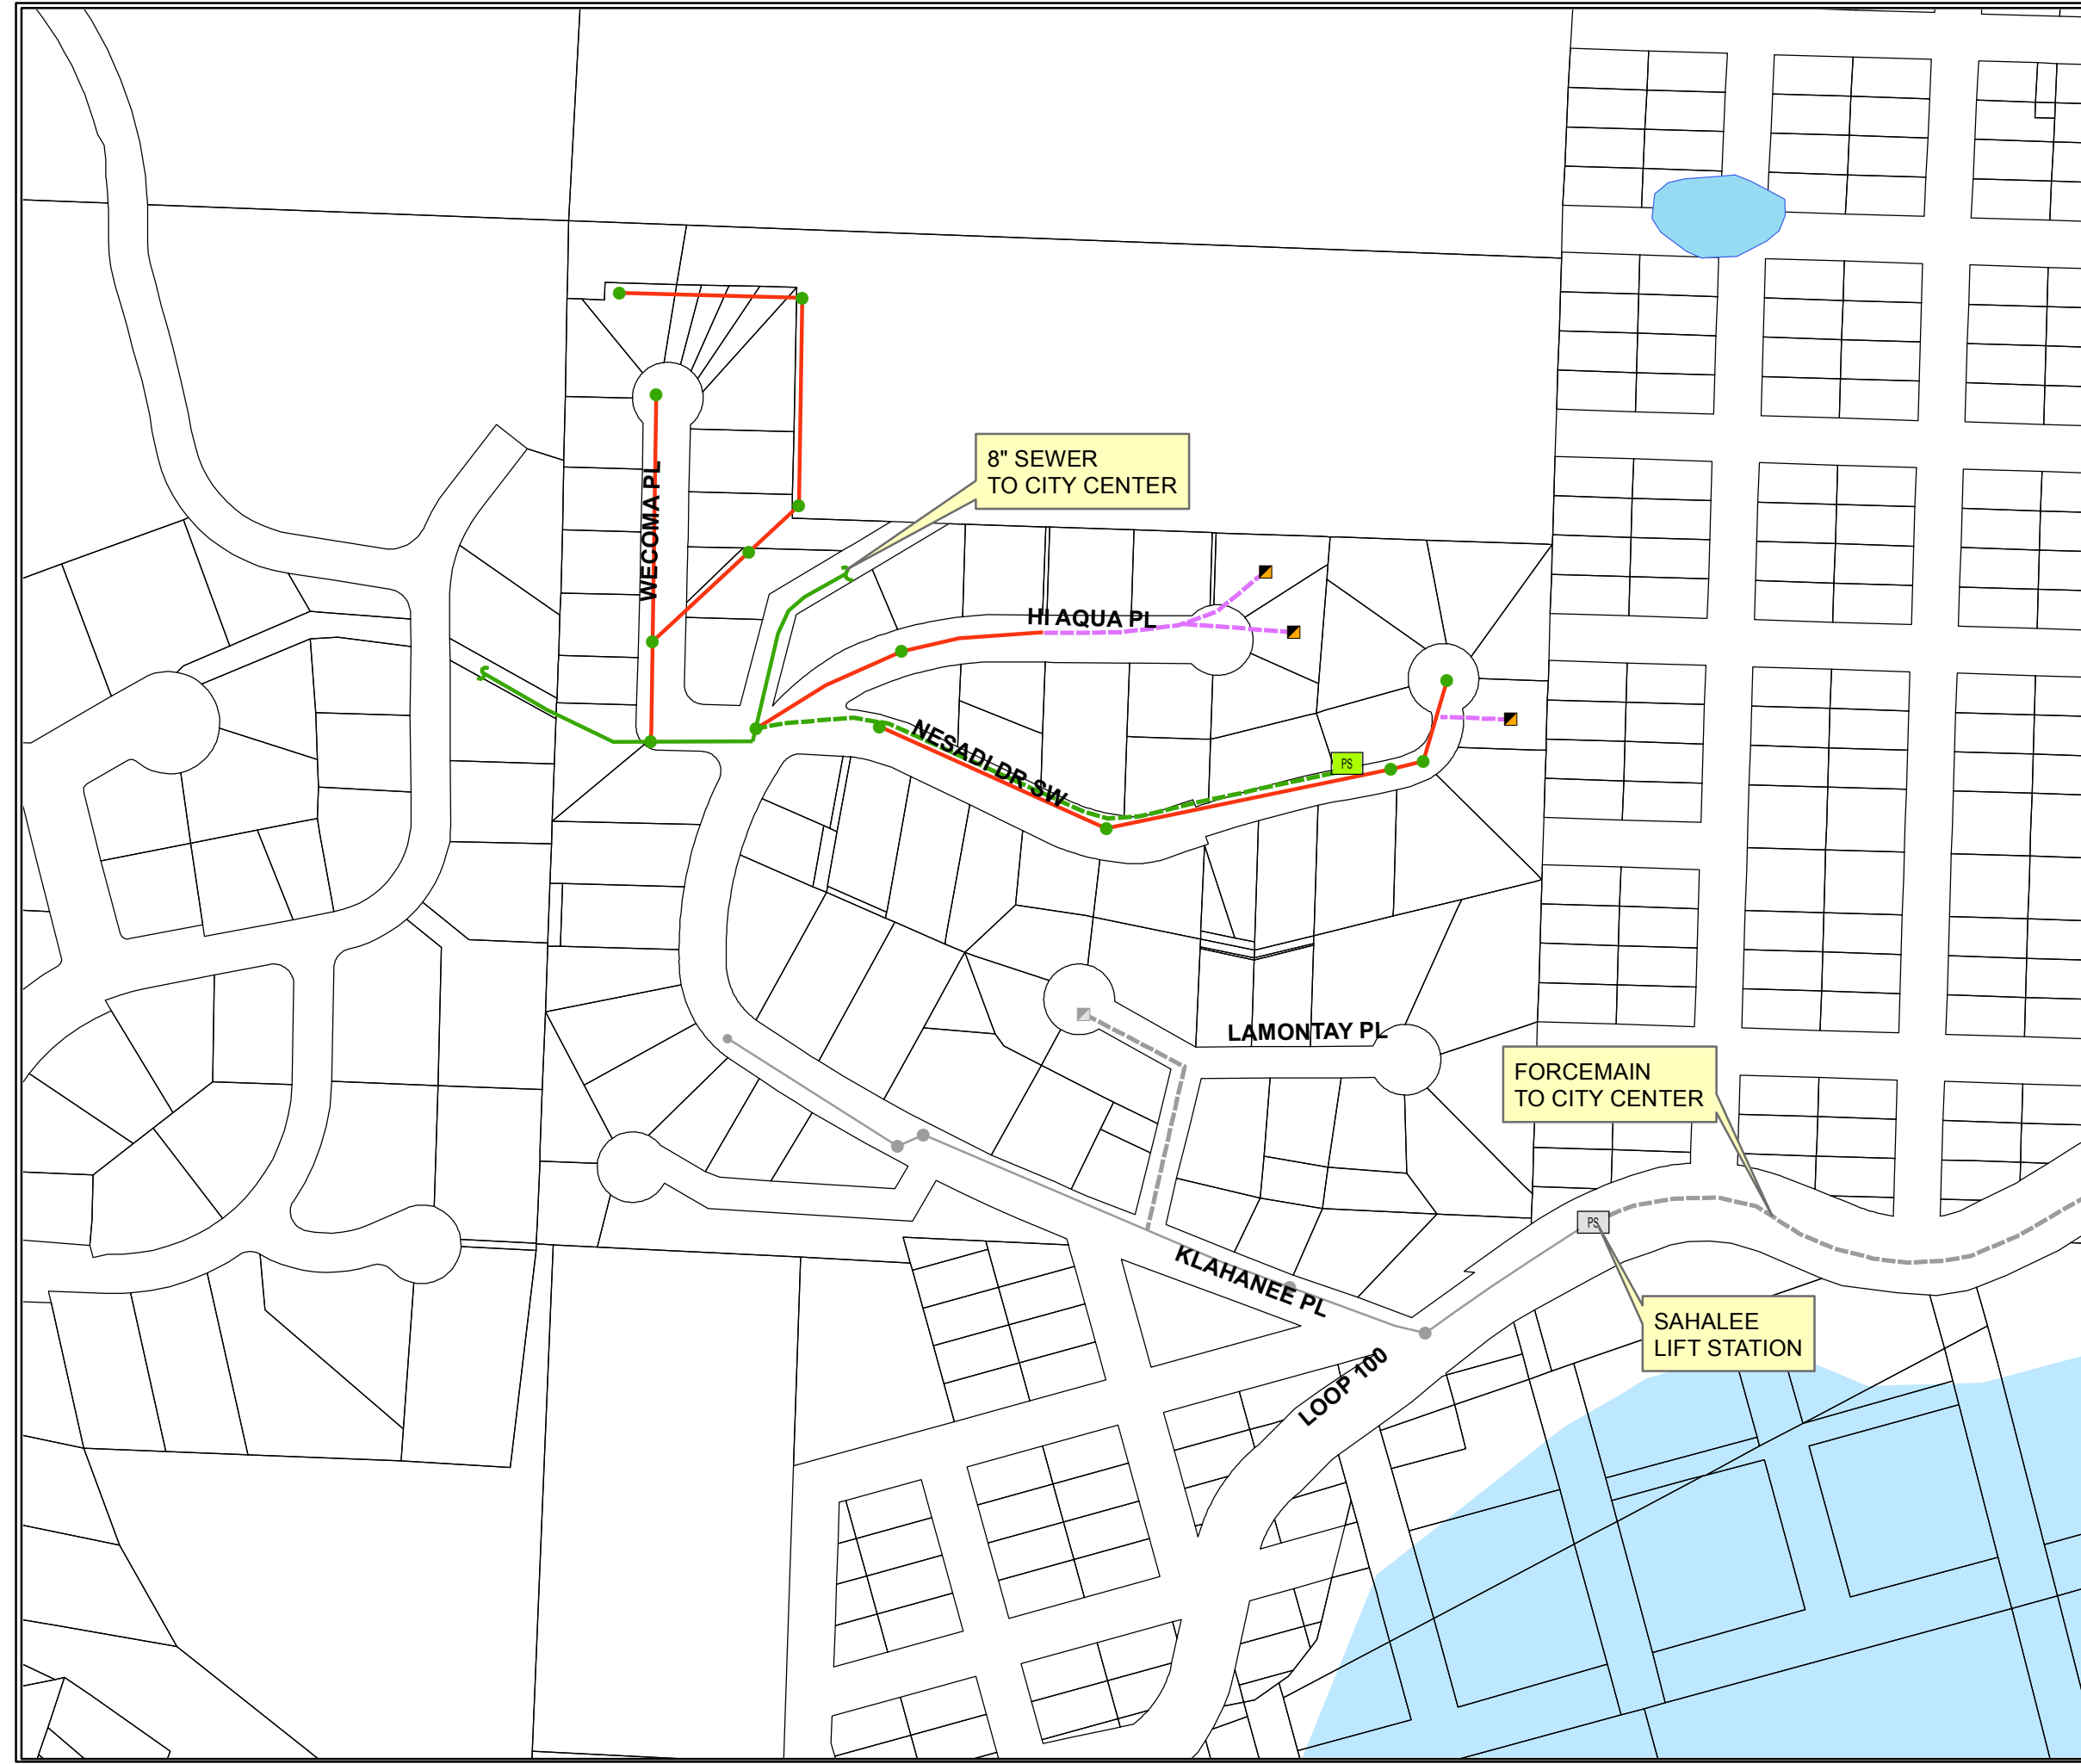 8" SEWER
TO CITY CENTER
WECOMA PL
HI AQUA PL
NESADI DR SW
PS
LAMONTAY PL
FORCEMAIN
TO CITY CENTER
PS
KLAHANEE PL
SAHALEE
LIFT STATION
LOOP 100